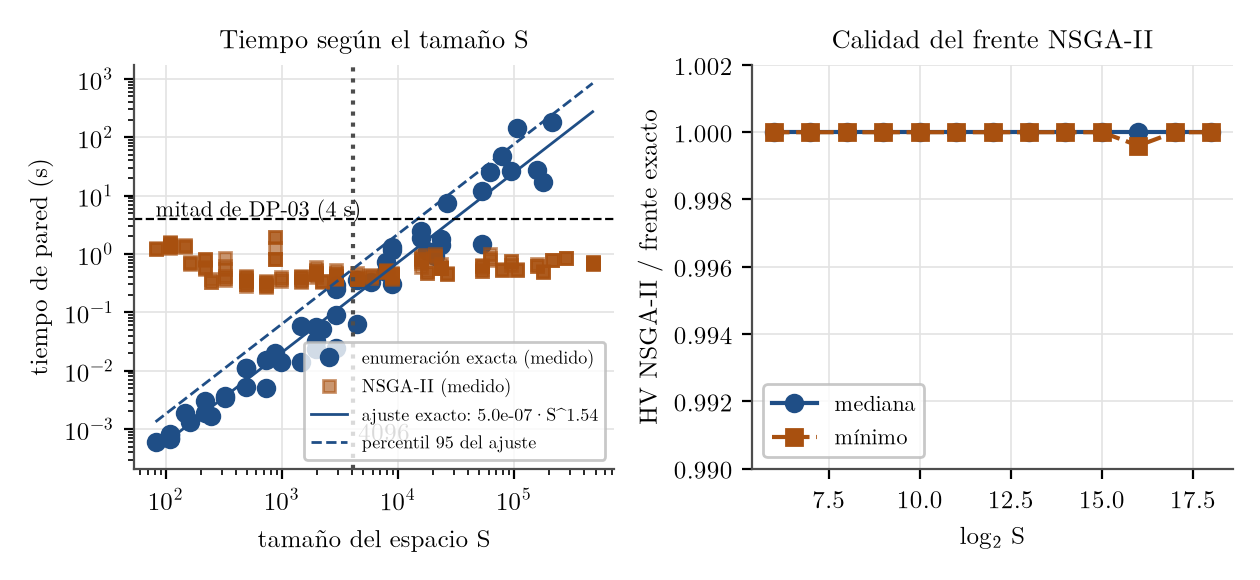 Tiempo según el tamaño S
tiempo de pared (s)
10^3
10^2
10^1
10^0
10^−1
10^−2
10^−3
mitad de DP-03 (4 s)
enumeración exacta (medido)
NSGA-II (medido)
ajuste exacto: 5.0e-07 · S^1.54
4096
percentil 95 del ajuste
10^2 10^3 10^4 10^5
tamaño del espacio S
Calidad del frente NSGA-II
HV NSGA-II / frente exacto
1.002
1.000
0.998
0.996
0.994
0.992
0.990
mediana
mínimo
7.5 10.0 12.5 15.0 17.5
log₂ S